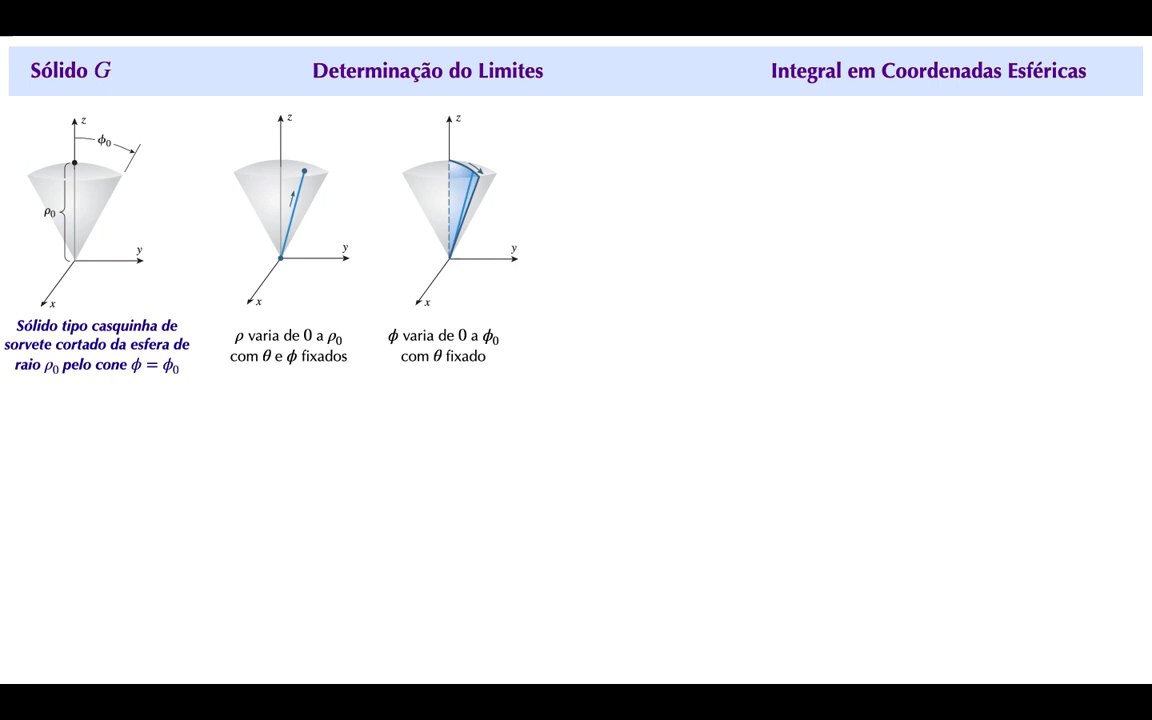 Sólido G
Determinação do Limites
Integral em Coordenadas Esféricas
z
ϕ₀
ρ₀
y
x
Sólido tipo casquinha de
sorvete cortado da esfera de
raio ρ₀ pelo cone ϕ = ϕ₀
z
y
x
ρ varia de 0 a ρ₀
com θ e ϕ fixados
z
y
x
ϕ varia de 0 a ϕ₀
com θ fixado